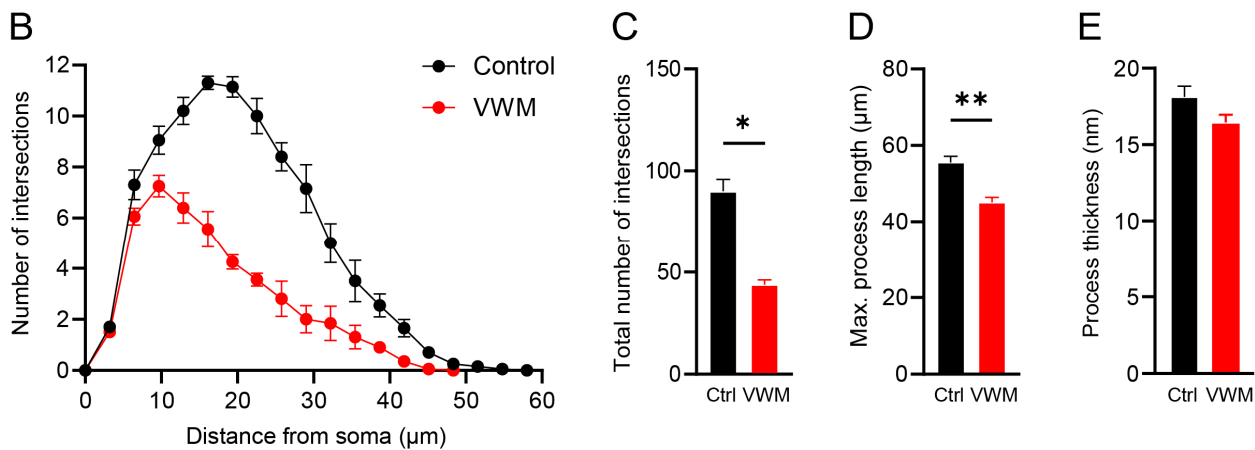 B
Number of intersections
12
10
8
6
4
2
0
0 10 20 30 40 50 60
Distance from soma (µm)
Control
VWM
C
Total number of intersections
150
100
50
0
*
Ctrl VWM
D
Max. process length (µm)
80
60
40
20
0
**
Ctrl VWM
E
Process thickness (nm)
20
15
10
5
0
Ctrl VWM